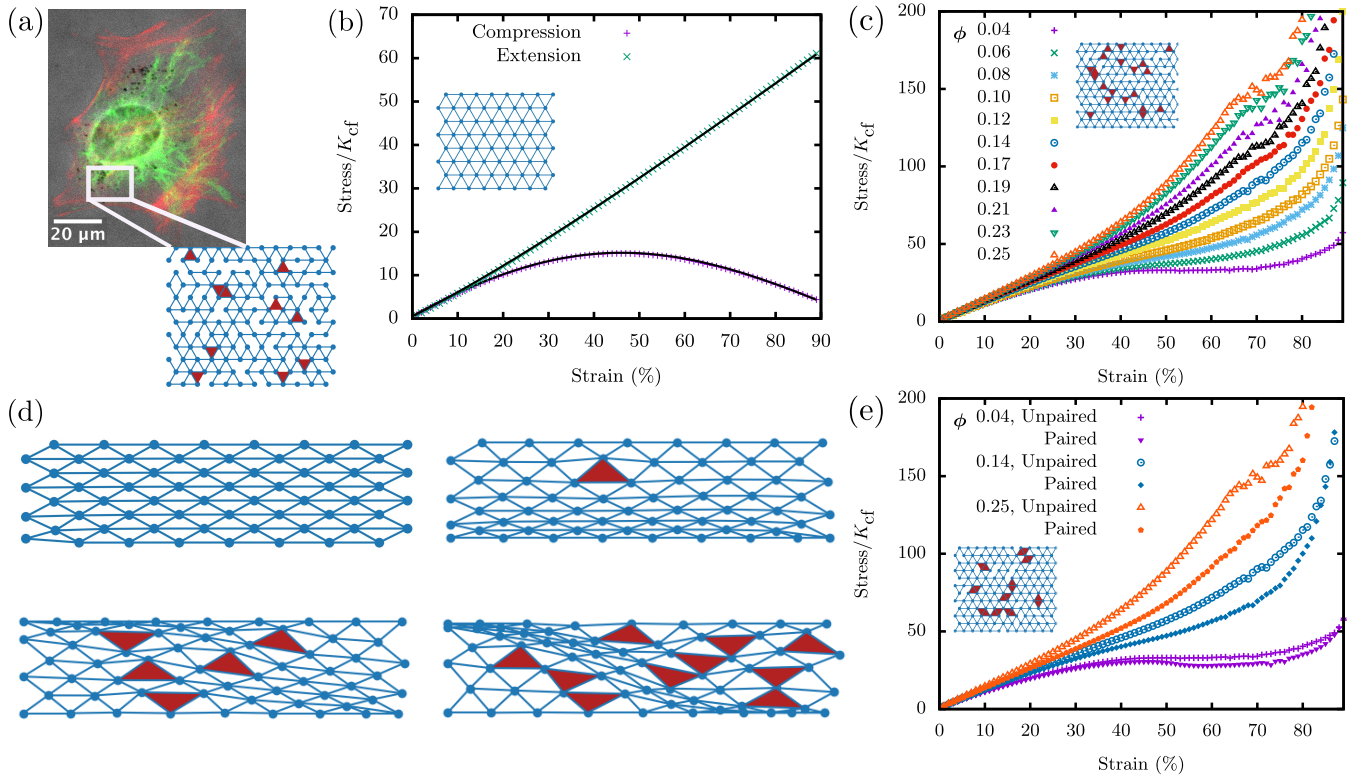 (a)
20 μm
(b)
70
60
50
40
30
20
10
0
Stress/K_cf
Compression
Extension
0 10 20 30 40 50 60 70 80 90
Strain (%)
(c)
200
150
100
50
0
Stress/K_cf
ϕ 0.04
0.06
0.08
0.10
0.12
0.14
0.17
0.19
0.21
0.23
0.25
0 10 20 30 40 50 60 70 80
Strain (%)
(d)
(e)
200
150
100
50
0
Stress/K_cf
ϕ 0.04, Unpaired
Paired
0.14, Unpaired
Paired
0.25, Unpaired
Paired
0 10 20 30 40 50 60 70 80
Strain (%)